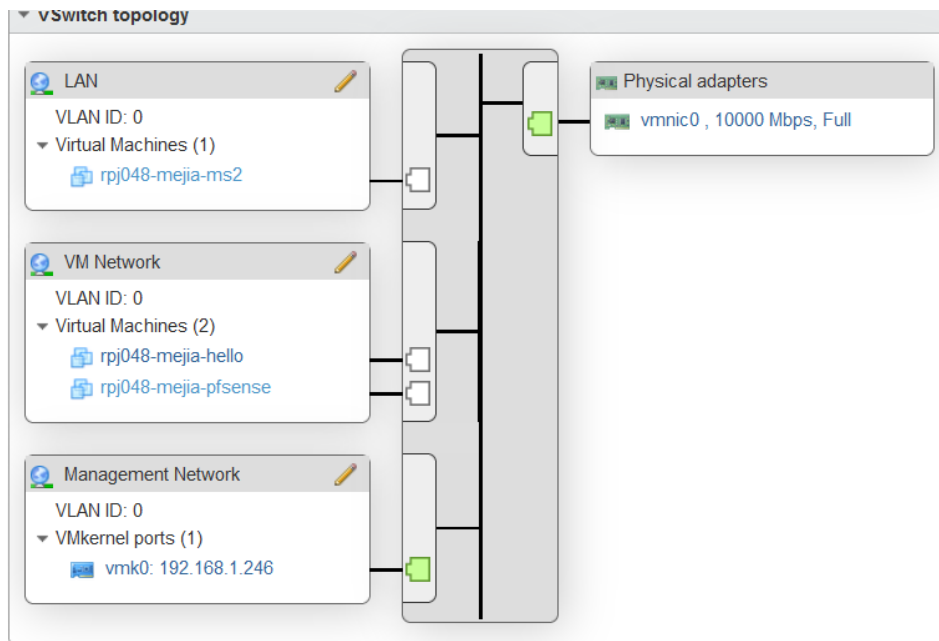 vSwitch topology
LAN
VLAN ID: 0
Virtual Machines (1)
rpj048-mejia-ms2
VM Network
VLAN ID: 0
Virtual Machines (2)
rpj048-mejia-hello
rpj048-mejia-pfsense
Management Network
VLAN ID: 0
VMkernel ports (1)
vmk0: 192.168.1.246
Physical adapters
vmnic0 , 10000 Mbps, Full